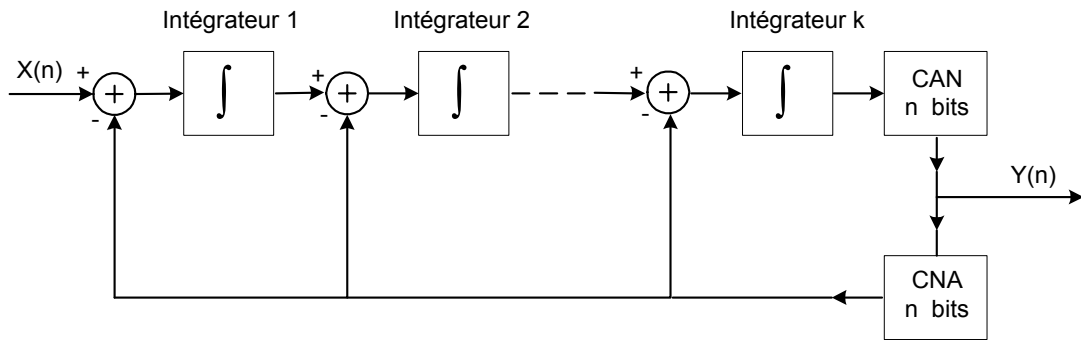 Intégrateur 1
Intégrateur 2
Intégrateur k
X(n)
+
-
+
∫
+
-
+
∫
+
-
+
∫
CAN
n bits
Y(n)
CNA
n bits